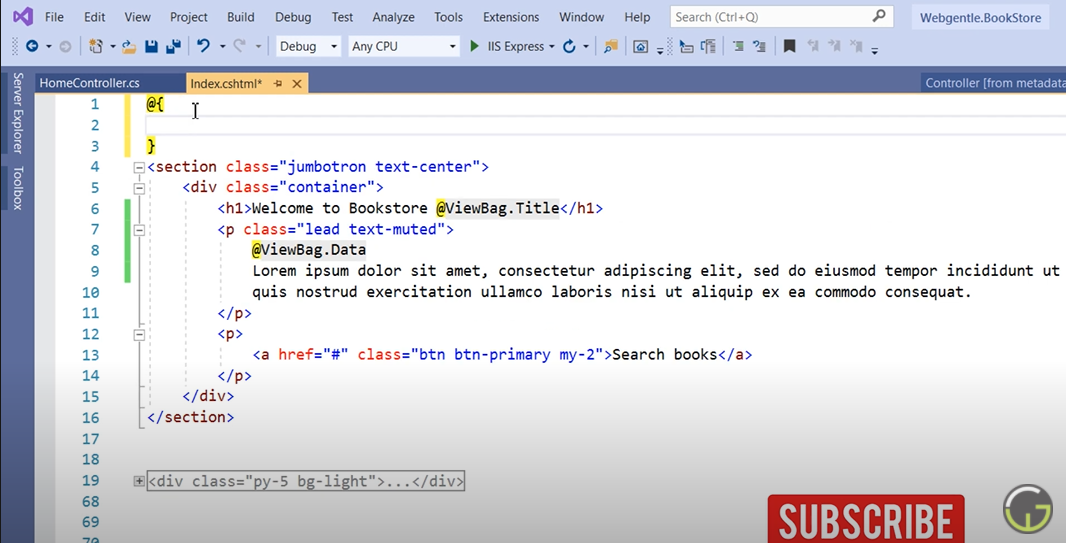 File Edit View Project Build Debug Test Analyze Tools Extensions Window Help Search (Ctrl+Q) Webgentle.BookStore
Debug Any CPU IIS Express
HomeController.cs Index.cshtml* Controller [from metadata
Server Explorer
Toolbox
1 @{
2
3 }
4 <section class="jumbotron text-center">
5 <div class="container">
6 <h1>Welcome to Bookstore @ViewBag.Title</h1>
7 <p class="lead text-muted">
8 @ViewBag.Data
9 Lorem ipsum dolor sit amet, consectetur adipiscing elit, sed do eiusmod tempor incididunt ut
10 quis nostrud exercitation ullamco laboris nisi ut aliquip ex ea commodo consequat.
11 </p>
12 <p>
13 <a href="#" class="btn btn-primary my-2">Search books</a>
14 </p>
15 </div>
16 </section>
17
18
19 <div class="py-5 bg-light">...</div>
68
69
70
SUBSCRIBE